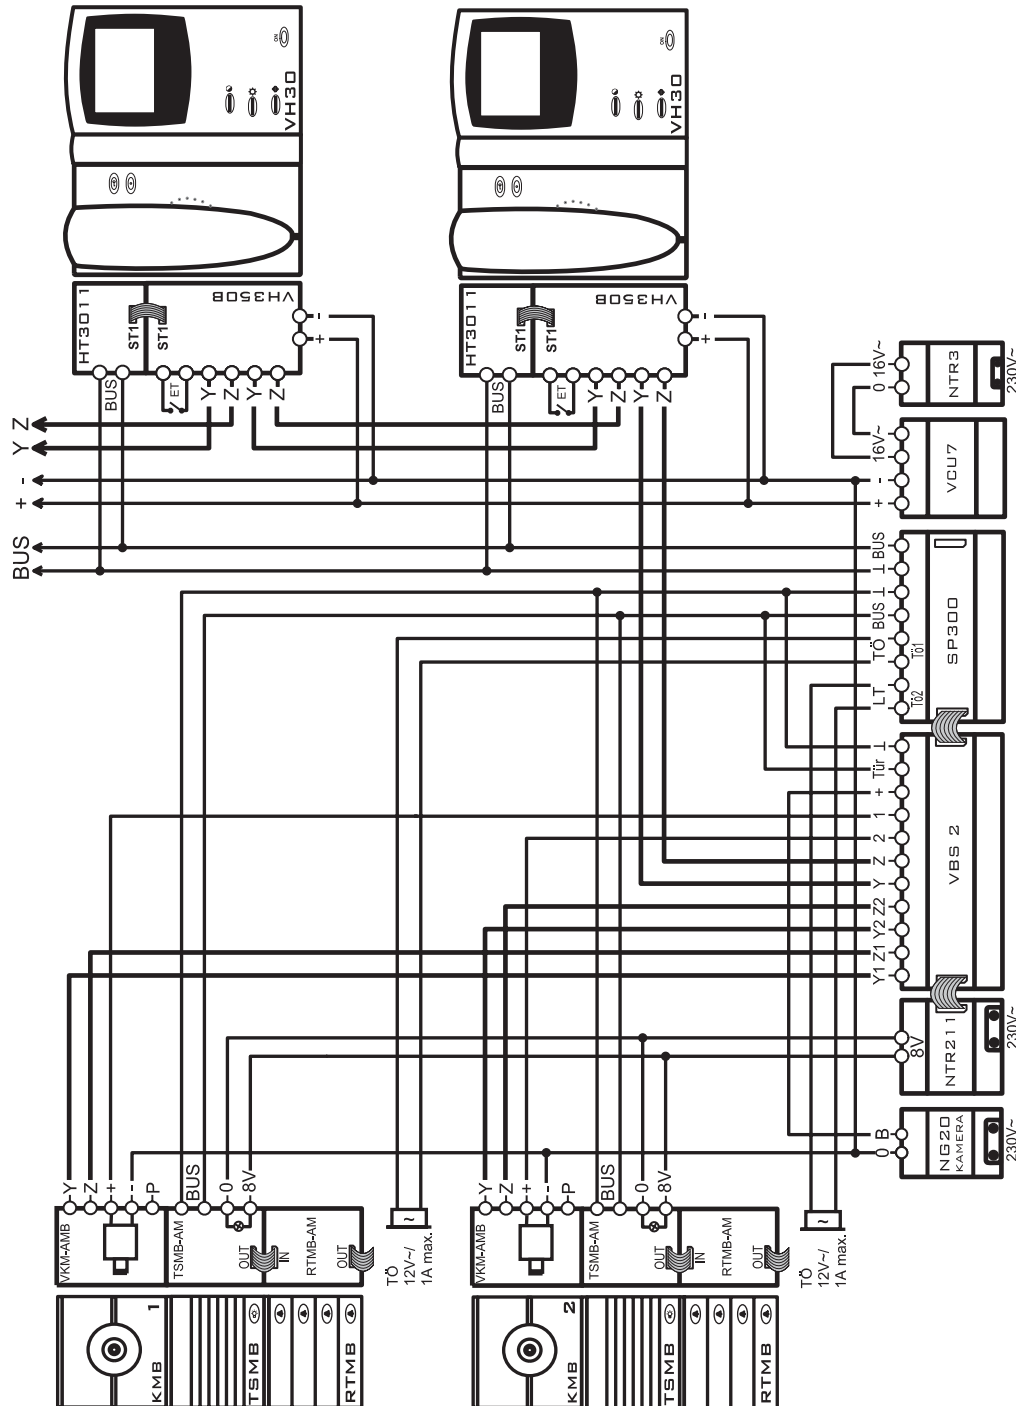 ON
VH30
ON
VH30
HT3011
ST1
ST1
VH350B
-
+
BUS
ET
Y
Z
Y
Z
HT3011
ST1
ST1
VH350B
-
+
BUS
ET
Y
Z
Y
Z
Z
Y
-
+
BUS
NTR3
230V~
0 16V~
VCU7
16V~
-
+
SP300
BUS
⊥
⊥
BUS
TÖ
Tö1
LT
Tö2
VBS 2
⊥
Tür
+
1
2
Z
Y
Z2
Y2
Z1
Y1
NTR211
8V
230V~
NG20
KAMERA
B
0
230V~
Y
Z
+
-
P
BUS
0
8V
VKM-AMB
TSMB-AM
OUT
IN
RTMB-AM
OUT
~
TÖ
12V~/
1A max.
Y
Z
+
-
P
BUS
0
8V
VKM-AMB
TSMB-AM
OUT
IN
RTMB-AM
OUT
~
TÖ
12V~/
1A max.
1
KMB
TSMB
RTMB
2
KMB
TSMB
RTMB